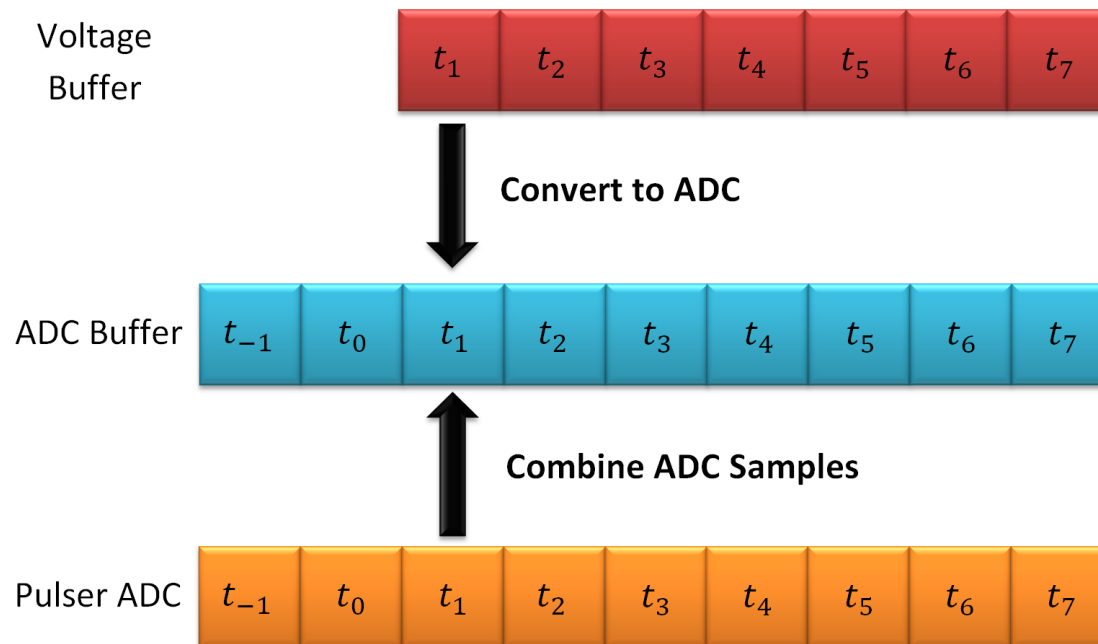 Voltage
Buffer
t₁ t₂ t₃ t₄ t₅ t₆ t₇
Convert to ADC
ADC Buffer
t₋₁ t₀ t₁ t₂ t₃ t₄ t₅ t₆ t₇
Combine ADC Samples
Pulser ADC
t₋₁ t₀ t₁ t₂ t₃ t₄ t₅ t₆ t₇